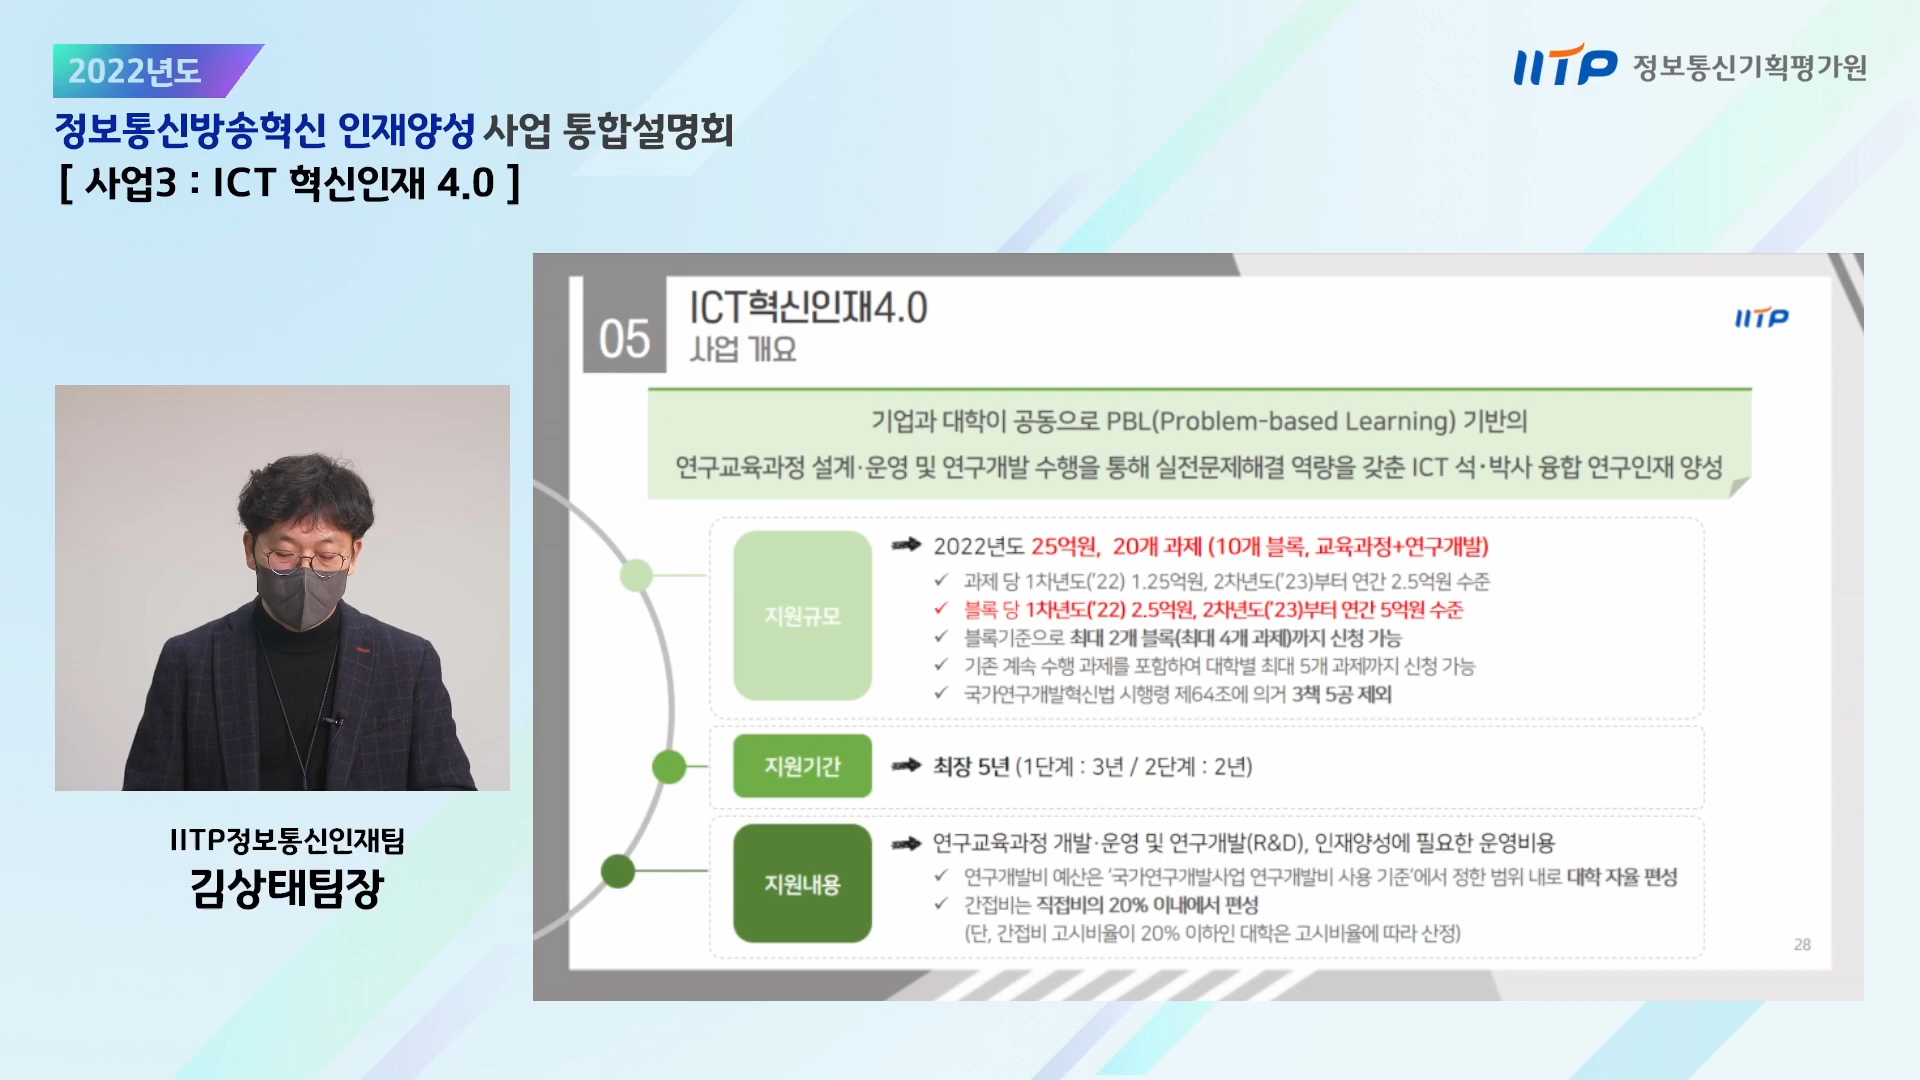 2022년도
정보통신방송혁신 인재양성 사업 통합설명회
[ 사업3 : ICT 혁신인재 4.0 ]
IITP 정보통신기획평가원
05
ICT혁신인재4.0
사업 개요
IITP
기업과 대학이 공동으로 PBL(Problem-based Learning) 기반의
연구교육과정 설계·운영 및 연구개발 수행을 통해 실전문제해결 역량을 갖춘 ICT 석·박사 융합 연구인재 양성
지원규모
➡ 2022년도 25억원, 20개 과제 (10개 블록, 교육과정+연구개발)
✓ 과제 당 1차년도('22) 1.25억원, 2차년도('23)부터 연간 2.5억원 수준
✓ 블록 당 1차년도('22) 2.5억원, 2차년도('23)부터 연간 5억원 수준
✓ 블록기준으로 최대 2개 블록(최대 4개 과제)까지 신청 가능
✓ 기존 계속 수행 과제를 포함하여 대학별 최대 5개 과제까지 신청 가능
✓ 국가연구개발혁신법 시행령 제64조에 의거 3책 5공 제외
지원기간
➡ 최장 5년 (1단계 : 3년 / 2단계 : 2년)
지원내용
➡ 연구교육과정 개발·운영 및 연구개발(R&D), 인재양성에 필요한 운영비용
✓ 연구개발비 예산은 '국가연구개발사업 연구개발비 사용 기준'에서 정한 범위 내로 대학 자율 편성
✓ 간접비는 직접비의 20% 이내에서 편성
(단, 간접비 고시비율이 20% 이하인 대학은 고시비율에 따라 산정)
28
IITP정보통신인재팀
김상태팀장